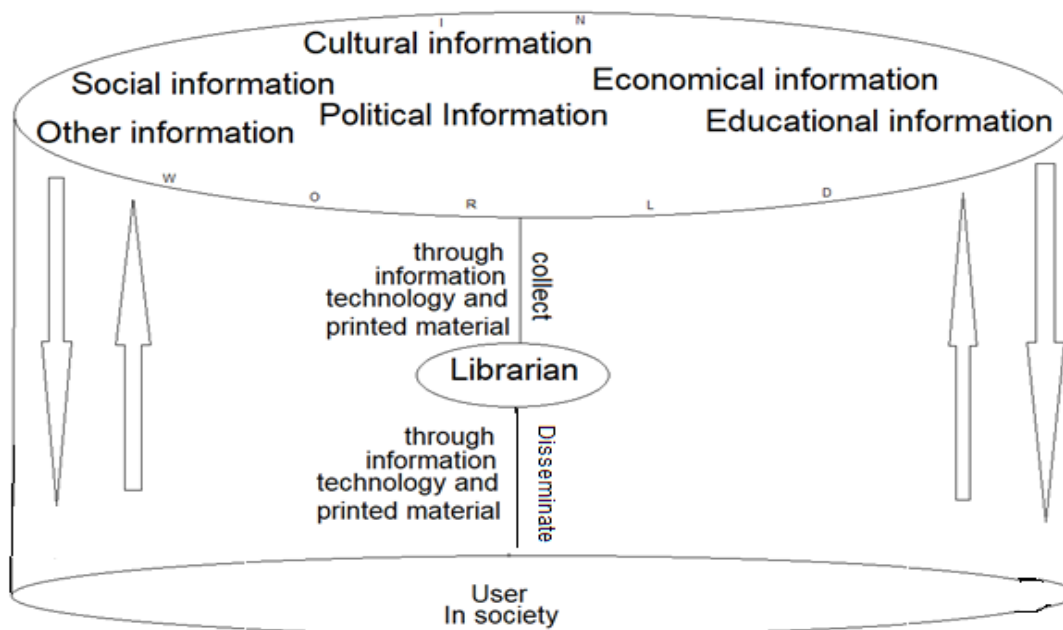 I N
Cultural information
Social information
Economical information
Political Information
Educational information
Other information
W O R L D
through
information
technology and
printed material
collect
Librarian
through
information
technology and
printed material
Disseminate
User
In society